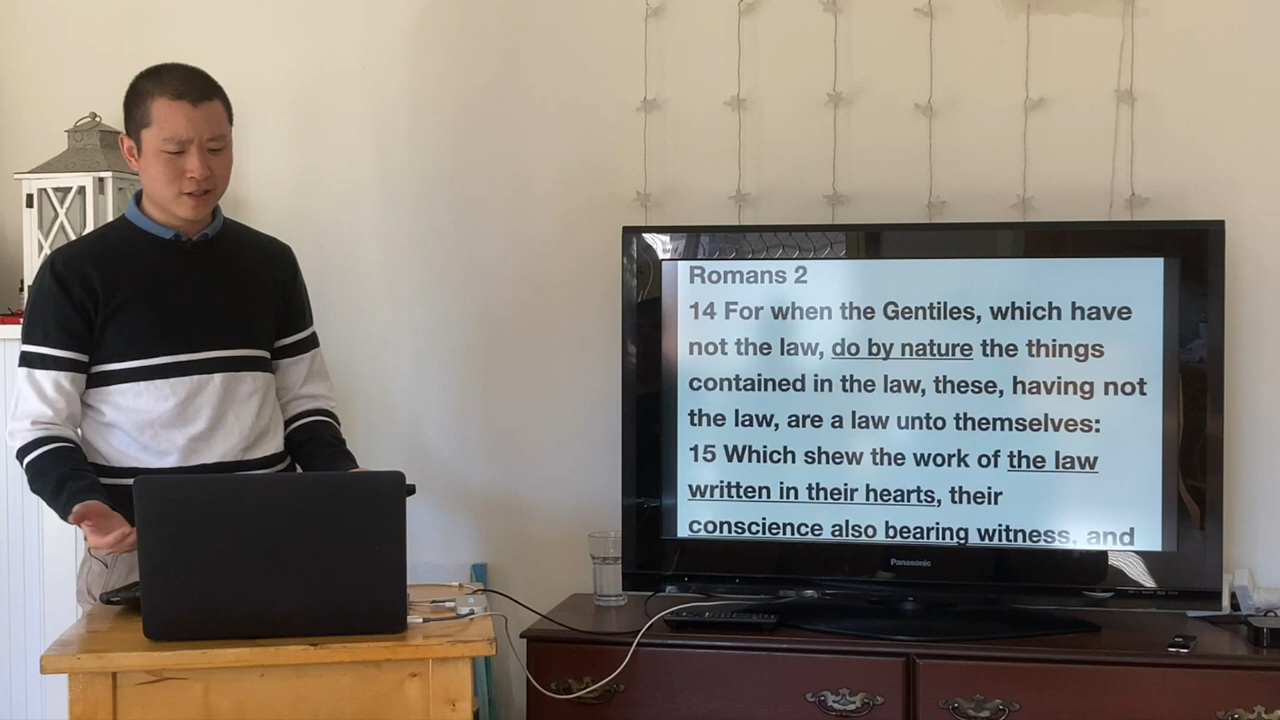 Romans 2
14 For when the Gentiles, which have
not the law, do by nature the things
contained in the law, these, having not
the law, are a law unto themselves:
15 Which shew the work of the law
written in their hearts, their
conscience also bearing witness, and
Panasonic